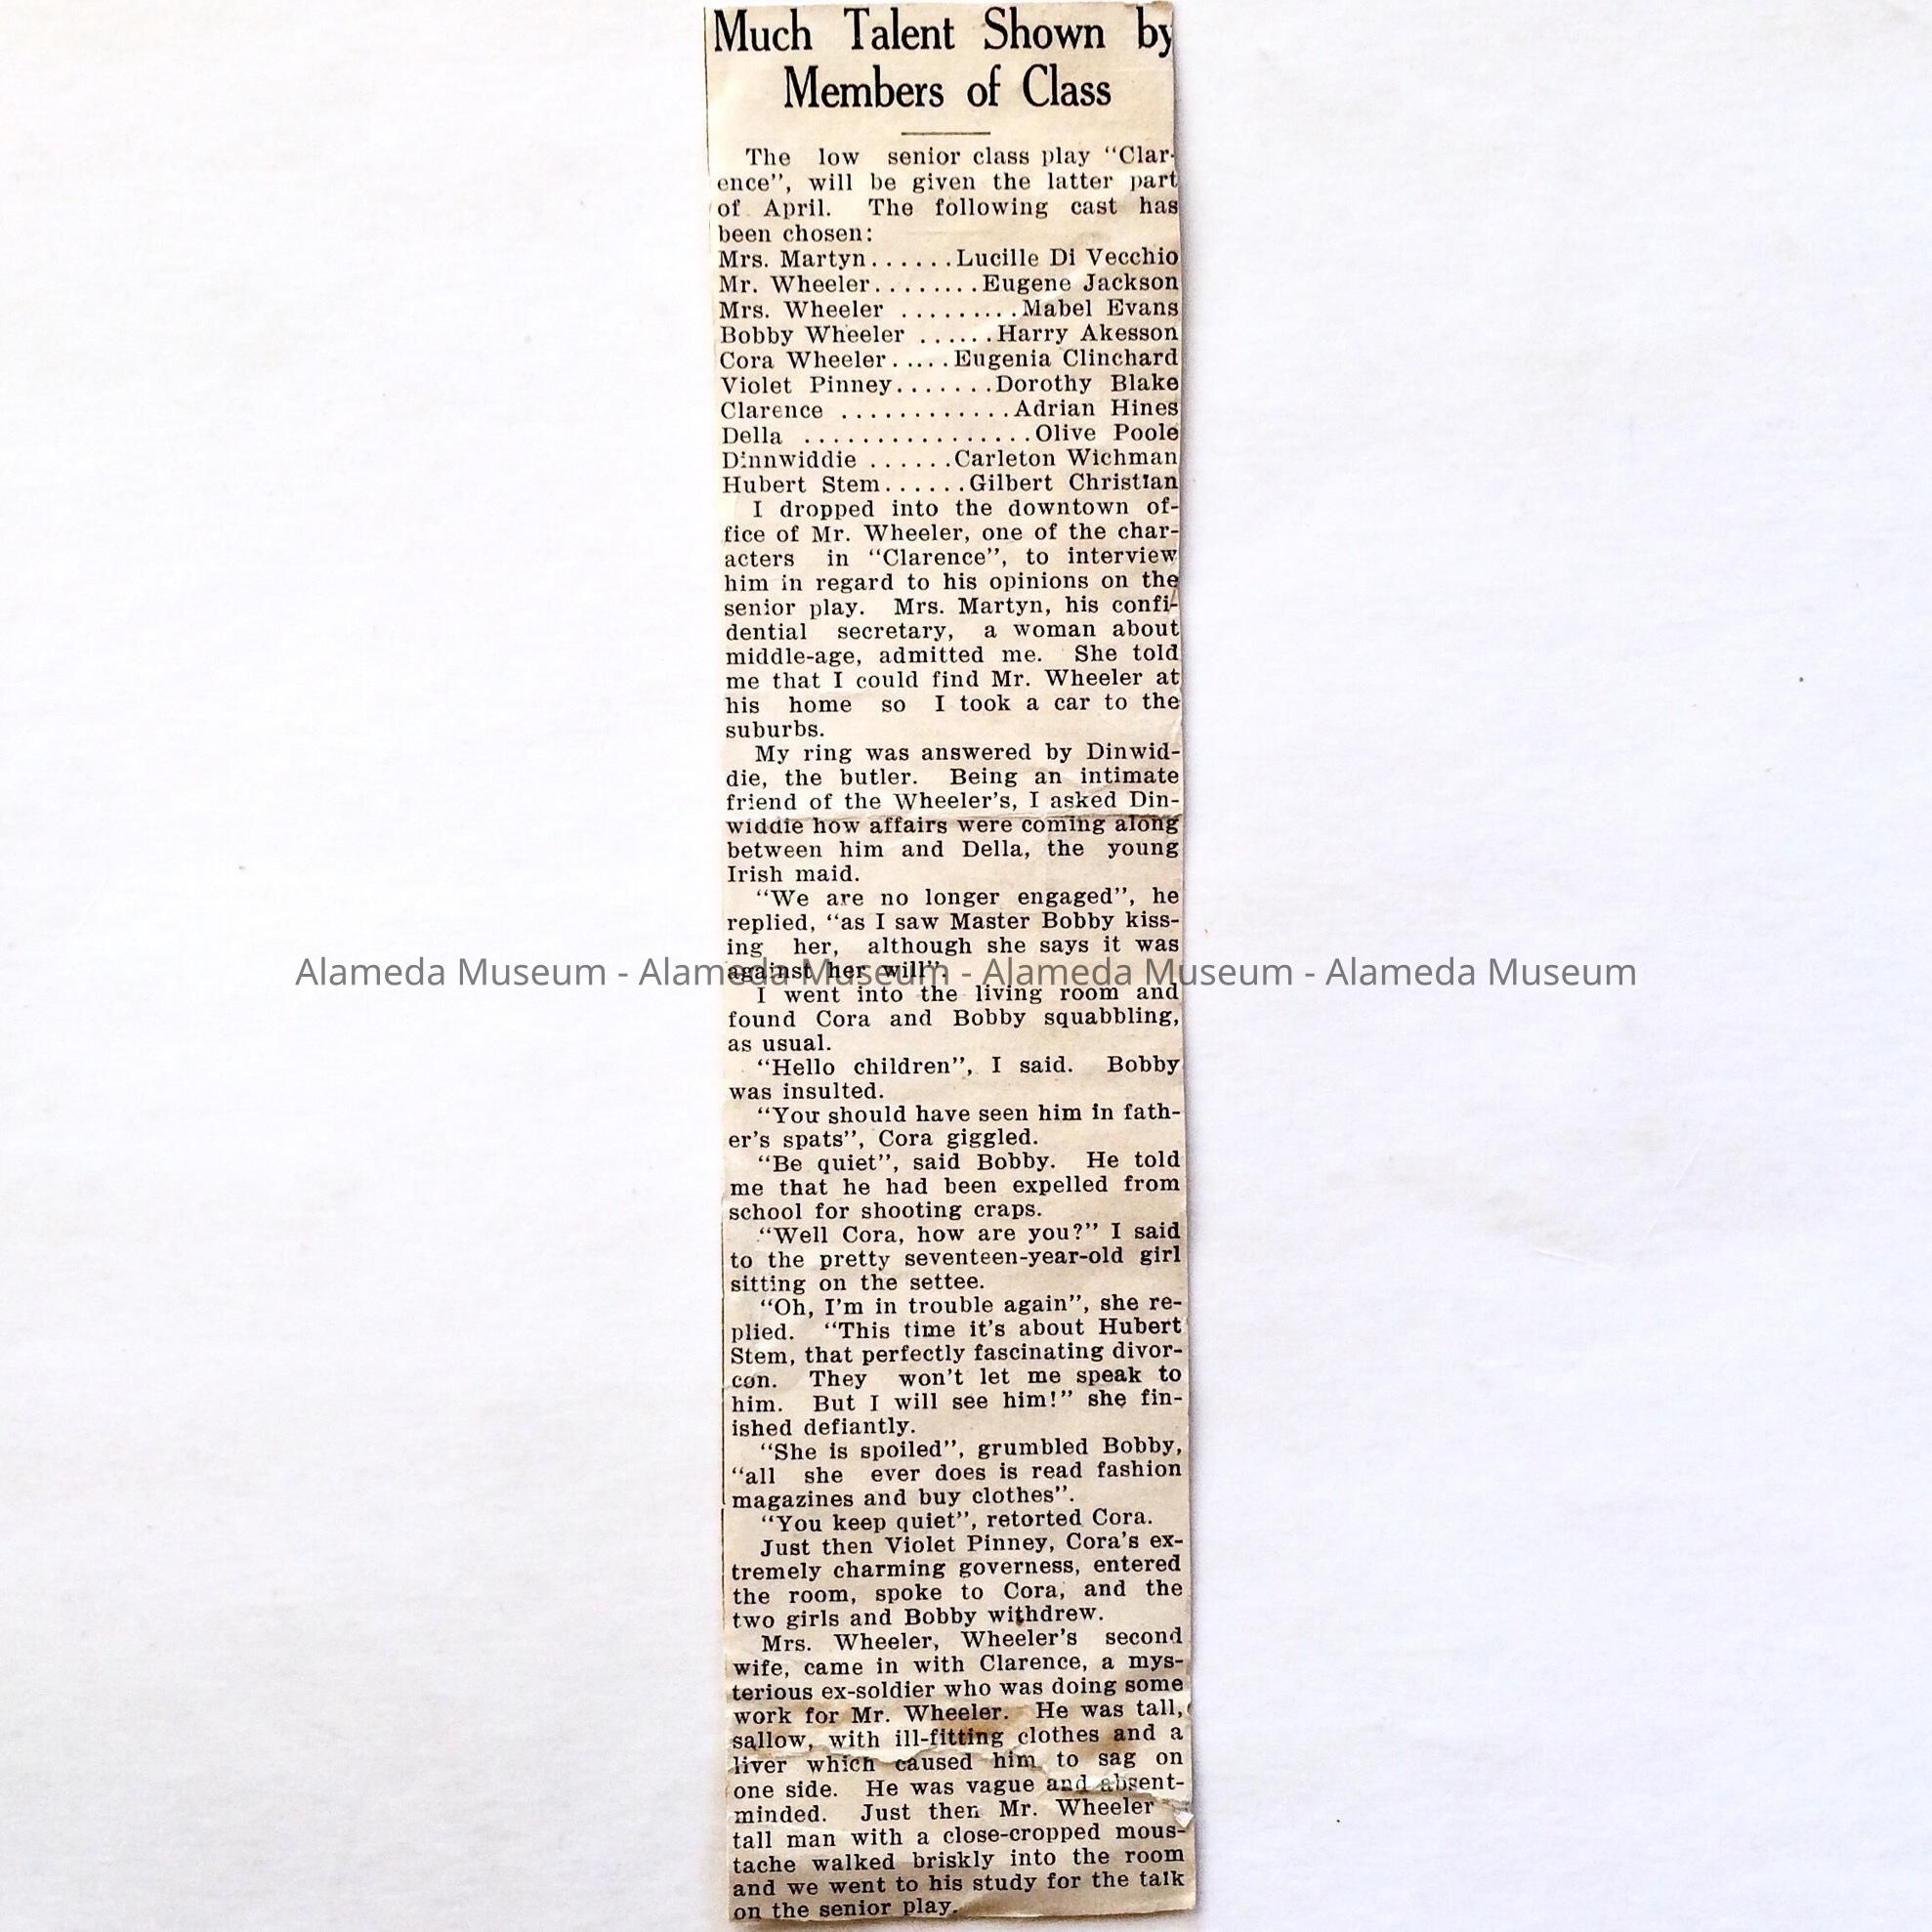 Much Talent Shown by
Members of Class
The low senior class play "Clar-
ence", will be given the latter part
of April. The following cast has
been chosen:
Mrs. Martyn......Lucille Di Vecchio
Mr. Wheeler........Eugene Jackson
Mrs. Wheeler .........Mabel Evans
Bobby Wheeler ......Harry Akesson
Cora Wheeler.....Eugenia Clinchard
Violet Pinney.......Dorothy Blake
Clarence ............Adrian Hines
Della ................Olive Poole
Dinnwiddie ......Carleton Wichman
Hubert Stem......Gilbert Christian
I dropped into the downtown of-
fice of Mr. Wheeler, one of the char-
acters in "Clarence", to interview
him in regard to his opinions on the
senior play. Mrs. Martyn, his confi-
dential secretary, a woman about
middle-age, admitted me. She told
me that I could find Mr. Wheeler at
his home so I took a car to the
suburbs.
My ring was answered by Dinwid-
die, the butler. Being an intimate
friend of the Wheeler's, I asked Din-
widdie how affairs were coming along
between him and Della, the young
Irish maid.
"We are no longer engaged", he
replied, "as I saw Master Bobby kiss-
ing her, although she says it was
against her will".
Alameda Museum - Alameda Museum - Alameda Museum - Alameda Museum
I went into the living room and
found Cora and Bobby squabbling,
as usual.
"Hello children", I said. Bobby
was insulted.
"You should have seen him in fath-
er's spats", Cora giggled.
"Be quiet", said Bobby. He told
me that he had been expelled from
school for shooting craps.
"Well Cora, how are you?" I said
to the pretty seventeen-year-old girl
sitting on the settee.
"Oh, I'm in trouble again", she re-
plied. "This time it's about Hubert
Stem, that perfectly fascinating divor-
con. They won't let me speak to
him. But I will see him!" she fin-
ished defiantly.
"She is spoiled", grumbled Bobby,
"all she ever does is read fashion
magazines and buy clothes".
"You keep quiet", retorted Cora.
Just then Violet Pinney, Cora's ex-
tremely charming governess, entered
the room, spoke to Cora, and the
two girls and Bobby withdrew.
Mrs. Wheeler, Wheeler's second
wife, came in with Clarence, a mys-
terious ex-soldier who was doing some
work for Mr. Wheeler. He was tall,
sallow, with ill-fitting clothes and a
liver which caused him to sag on
one side. He was vague and absent-
minded. Just then Mr. Wheeler
tall man with a close-cropped mous-
tache walked briskly into the room
and we went to his study for the talk
on the senior play.